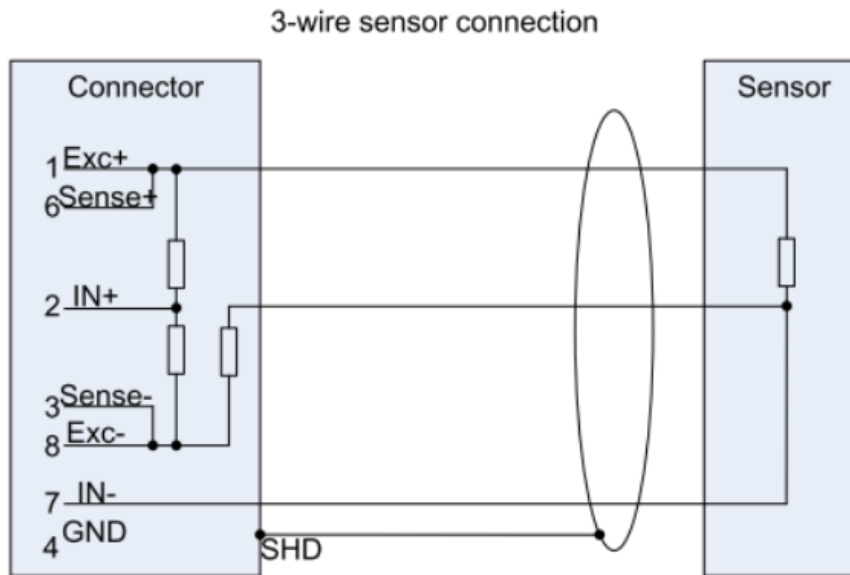 3-wire sensor connection
Connector
Sensor
1 Exc+
6 Sense+
2 IN+
3 Sense-
8 Exc-
7 IN-
4 GND
SHD